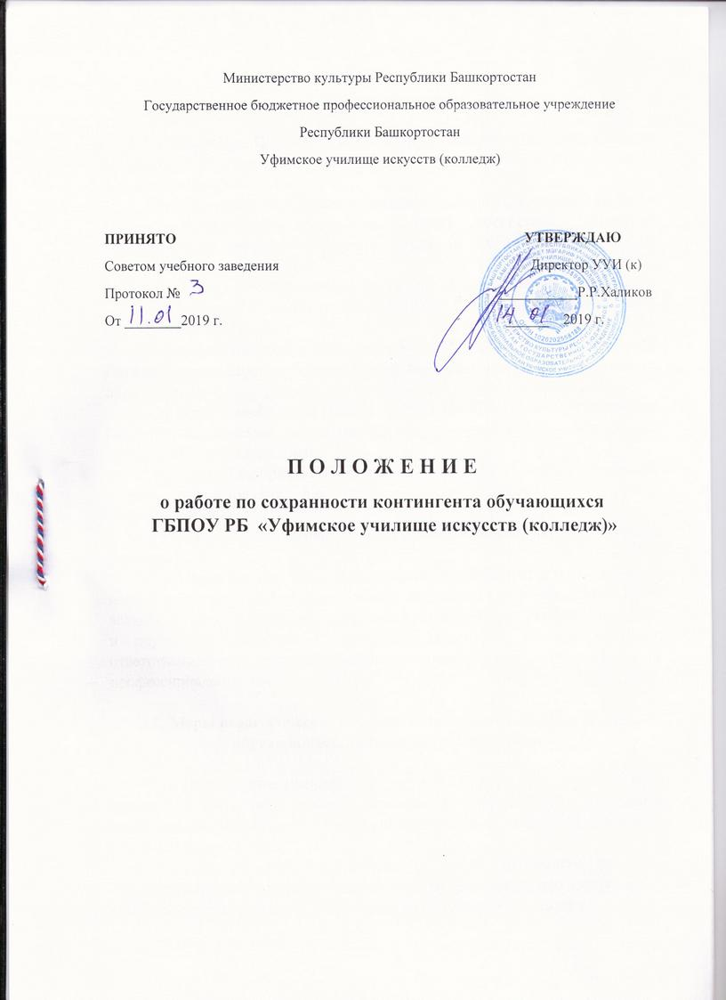 Министерство культуры Республики Башкортостан
Государственное бюджетное профессиональное образовательное учреждение
Республики Башкортостан
Уфимское училище искусств (колледж)
ПРИНЯТО
Советом учебного заведения
Протокол № 3
От 11.01 2019 г.
УТВЕРЖДАЮ
Директор УУИ (к)
Р.Р.Халиков
14 01 2019 г.
П О Л О Ж Е Н И Е
о работе по сохранности контингента обучающихся
ГБПОУ РБ «Уфимское училище искусств (колледж)»